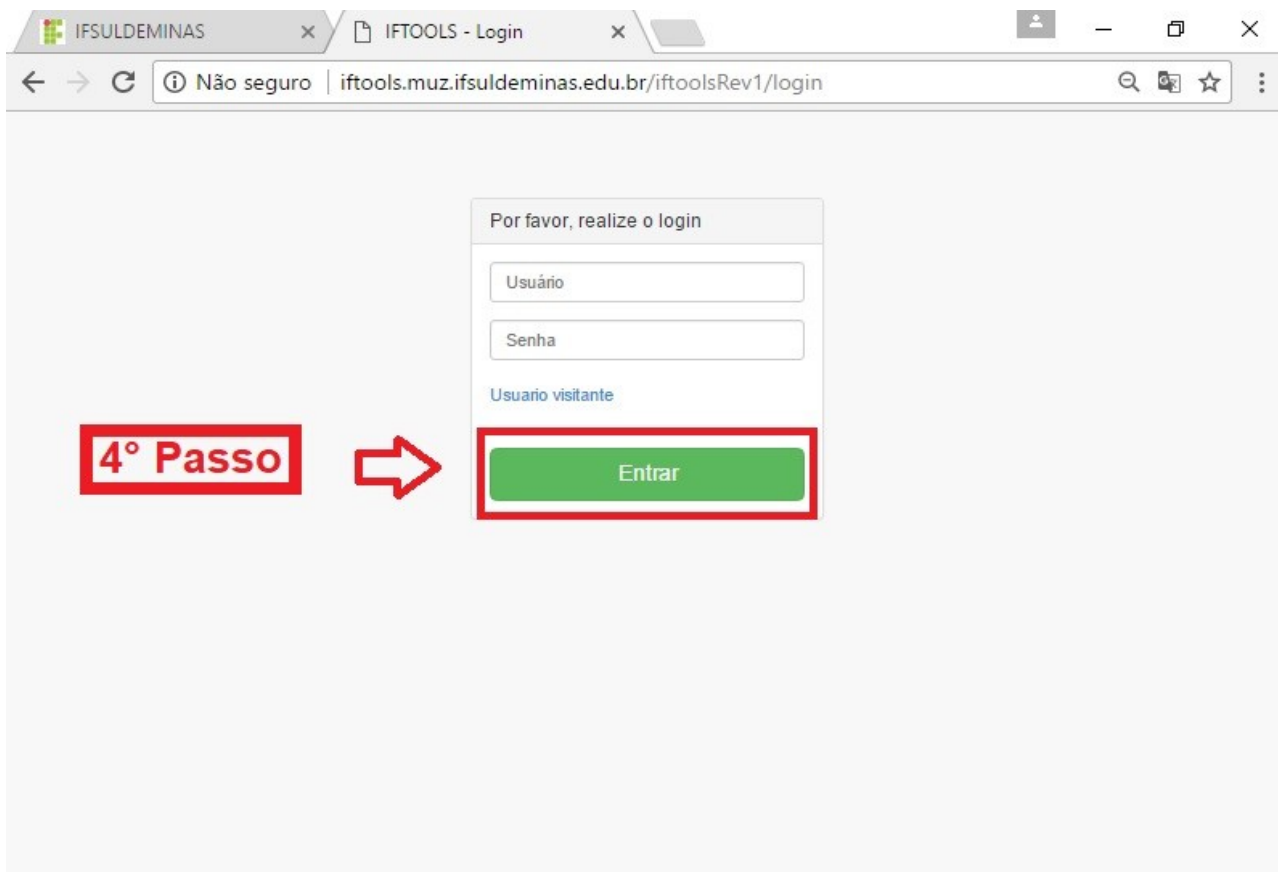 IFSULDEMINAS
IFTOOLS - Login
Não seguro
iftools.muz.ifsuldeminas.edu.br/iftoolsRev1/login
Por favor, realize o login
Usuário
Senha
Usuario visitante
4° Passo
Entrar